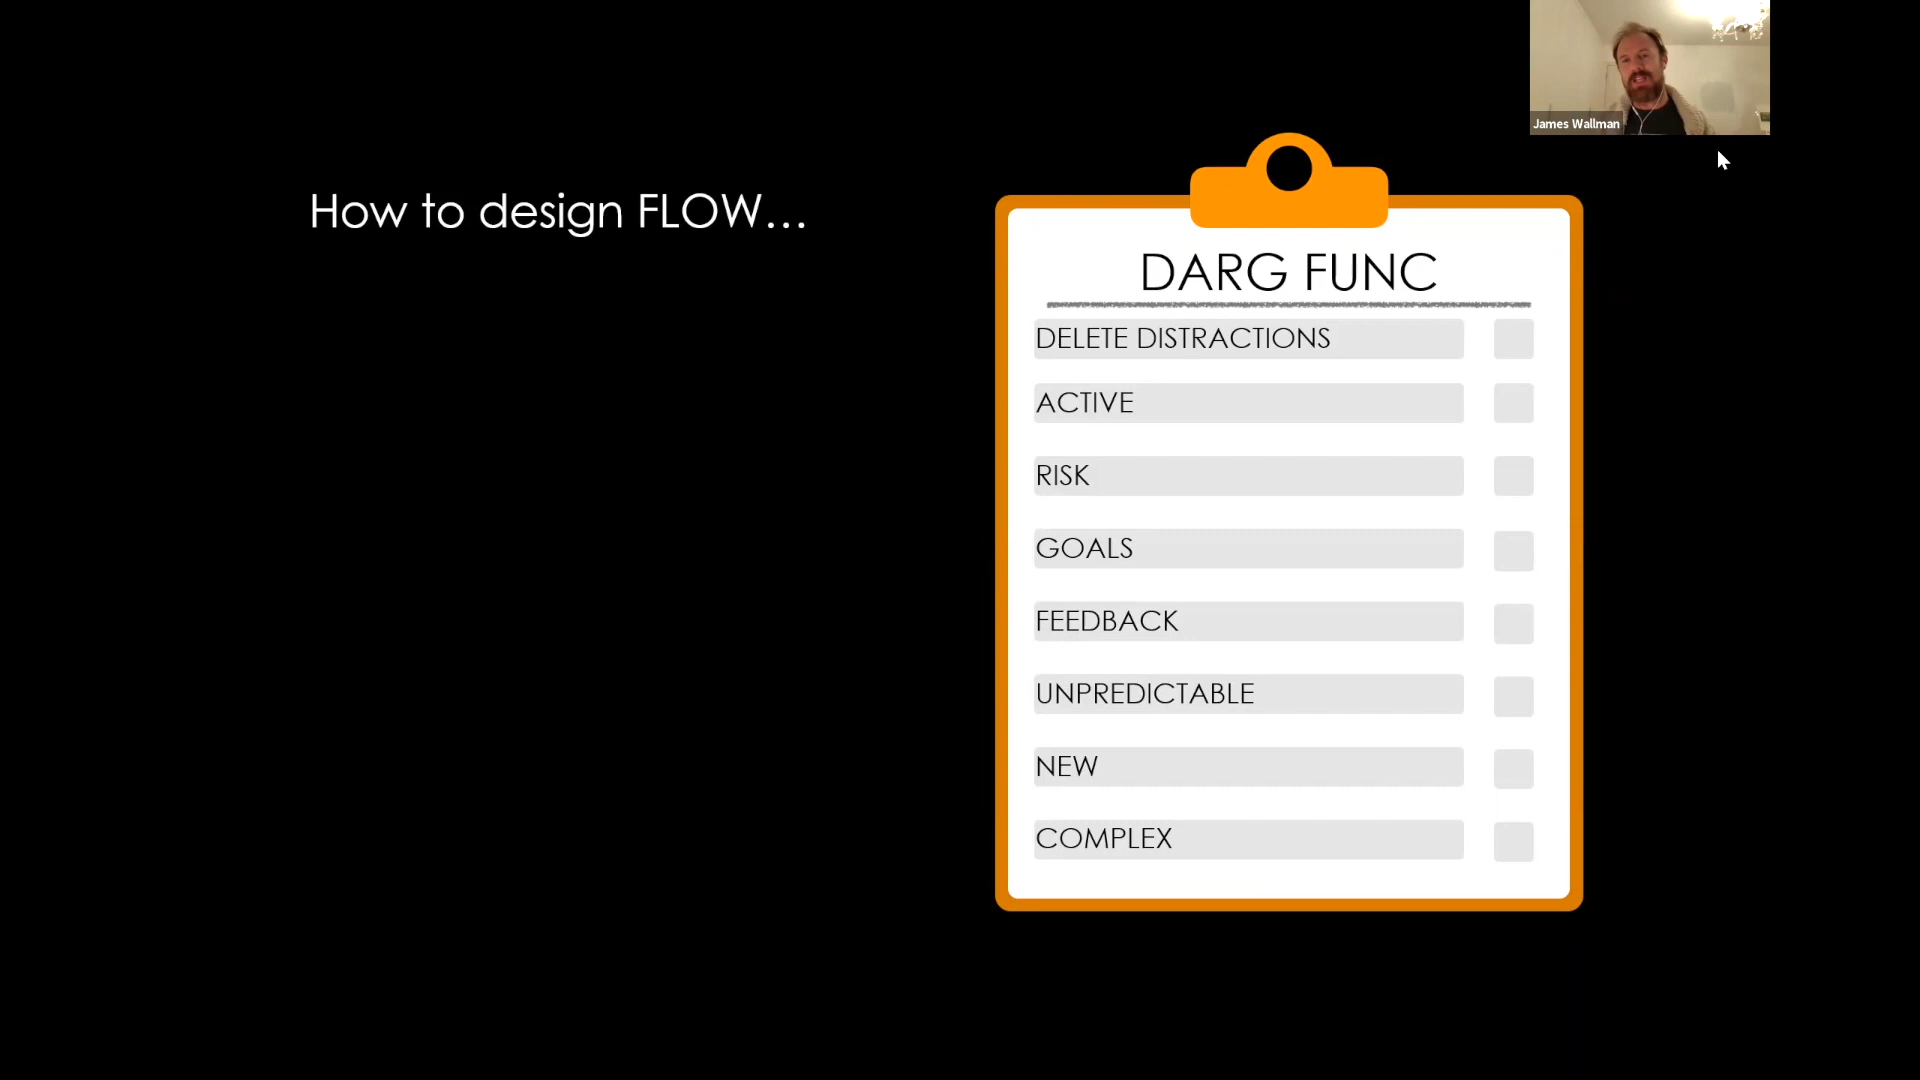 James Wallman
How to design FLOW...
DARG FUNC
DELETE DISTRACTIONS
ACTIVE
RISK
GOALS
FEEDBACK
UNPREDICTABLE
NEW
COMPLEX